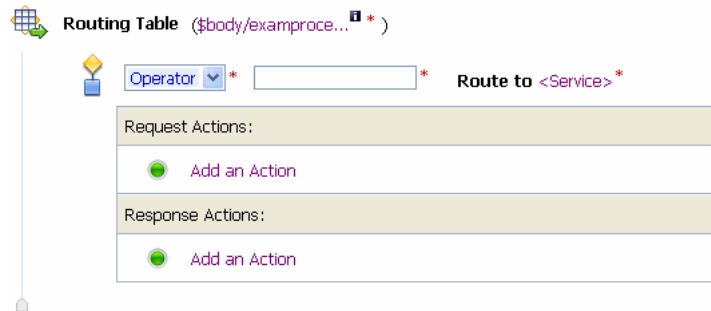 Routing Table ($body/examproce...i * )
Operator * * Route to <Service>*
Request Actions:
Add an Action
Response Actions:
Add an Action